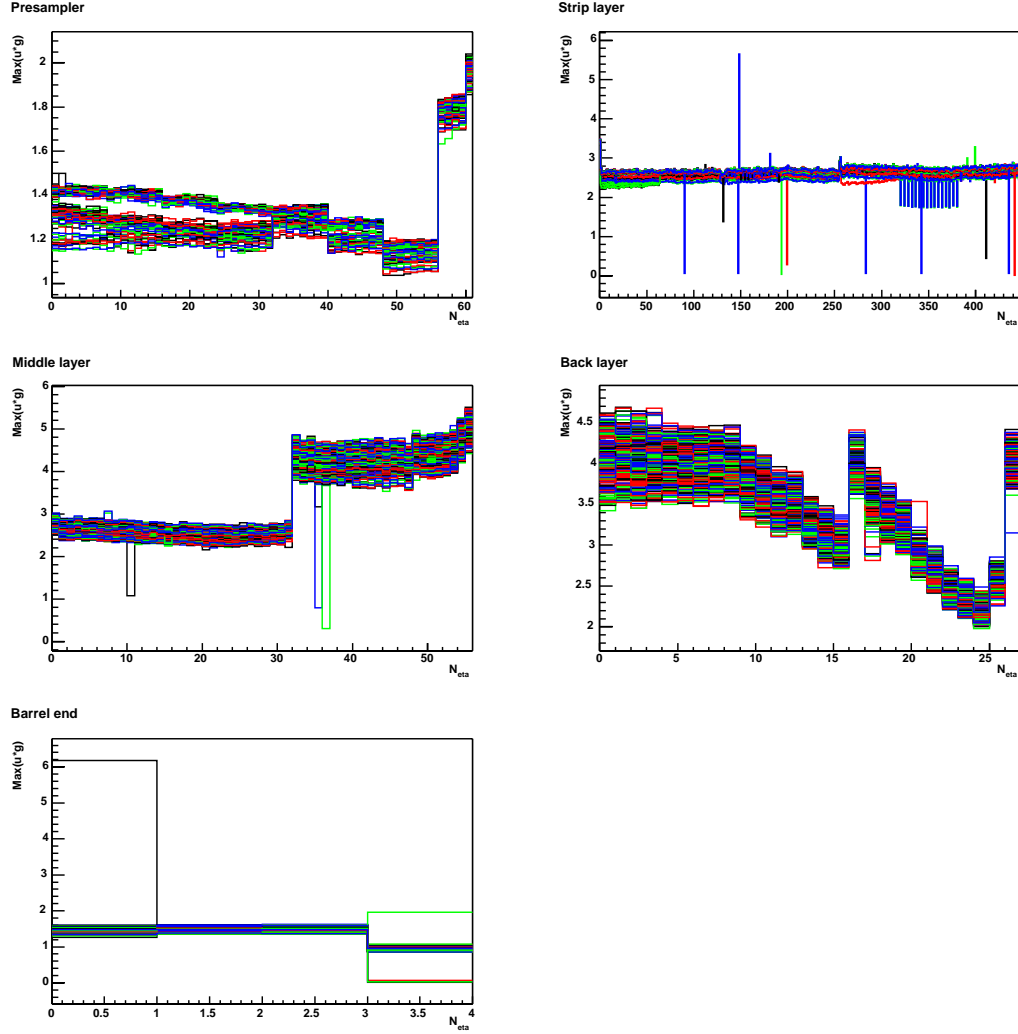 Presampler
Max(u*g)
2
1.8
1.6
1.4
1.2
1
0 10 20 30 40 50 60
N_eta
Strip layer
Max(u*g)
6
5
4
3
2
1
0
0 50 100 150 200 250 300 350 400
N_eta
Middle layer
Max(u*g)
6
5
4
3
2
1
0
0 10 20 30 40 50
N_eta
Back layer
Max(u*g)
4.5
4
3.5
3
2.5
2
0 5 10 15 20 25
N_eta
Barrel end
Max(u*g)
6
5
4
3
2
1
0
0 0.5 1 1.5 2 2.5 3 3.5 4
N_eta